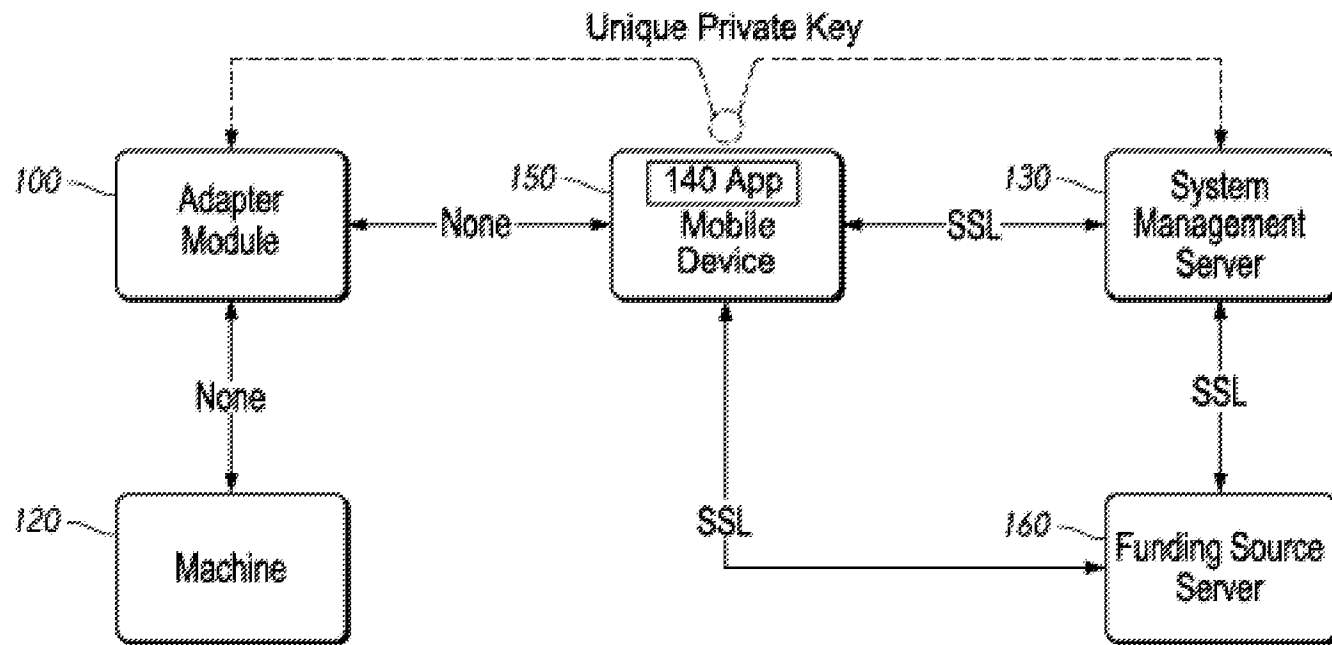 Unique Private Key
100
Adapter
Module
None
150
140 App
Mobile
Device
SSL
130
System
Management
Server
None
SSL
120
Machine
SSL
160
Funding Source
Server